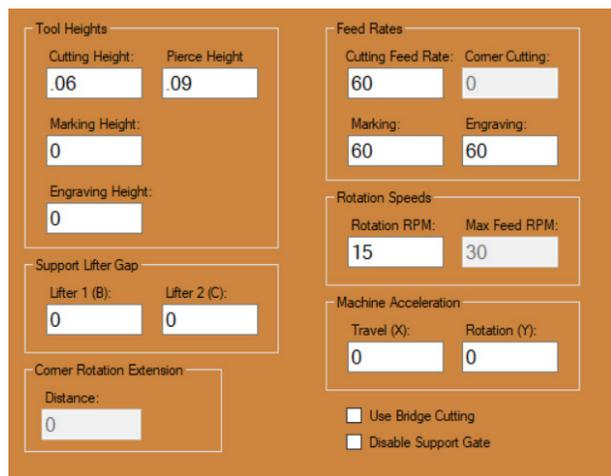 Tool Heights
Cutting Height: Pierce Height
.06 .09
Marking Height:
0
Engraving Height:
0
Support Lifter Gap
Lifter 1 (B): Lifter 2 (C):
0 0
Corner Rotation Extension
Distance:
0
Feed Rates
Cutting Feed Rate: Corner Cutting:
60 0
Marking: Engraving:
60 60
Rotation Speeds
Rotation RPM: Max Feed RPM:
15 30
Machine Acceleration
Travel (X): Rotation (Y):
0 0
Use Bridge Cutting
Disable Support Gate